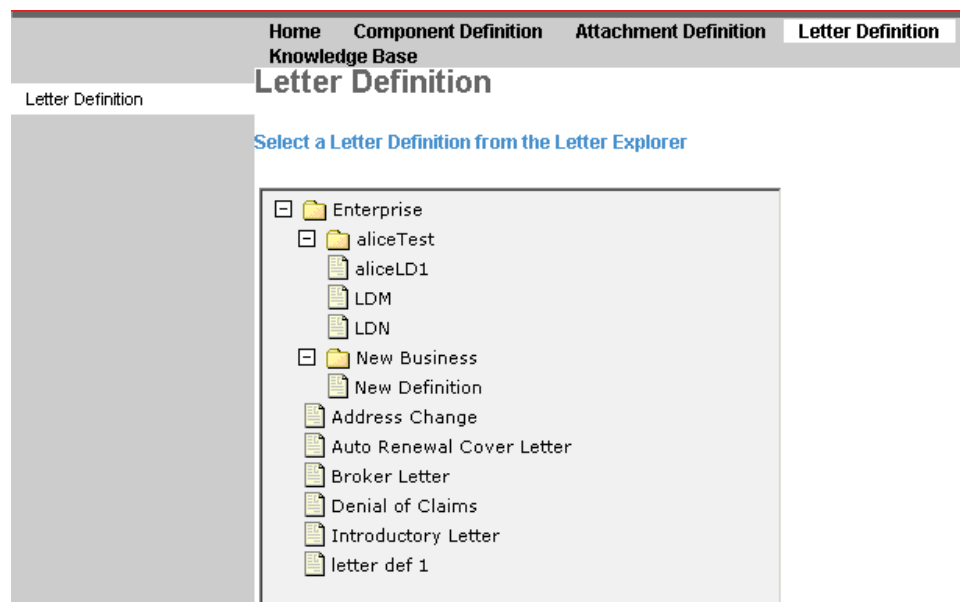 Home Component Definition Attachment Definition Letter Definition
Knowledge Base
Letter Definition
Letter Definition
Select a Letter Definition from the Letter Explorer
Enterprise
aliceTest
aliceLD1
LDM
LDN
New Business
New Definition
Address Change
Auto Renewal Cover Letter
Broker Letter
Denial of Claims
Introductory Letter
letter def 1